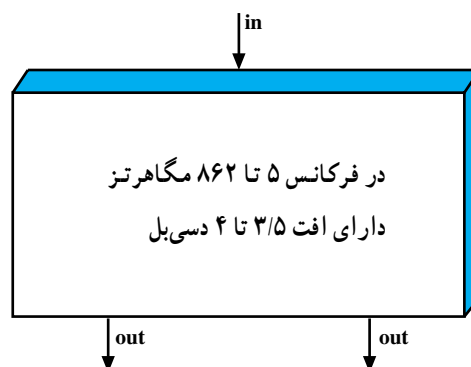 in
در فرکانس ۵ تا ۸۶۲ مگاهرتز
دارای افت ۳/۵ تا ۴ دسی‌بل
out
out